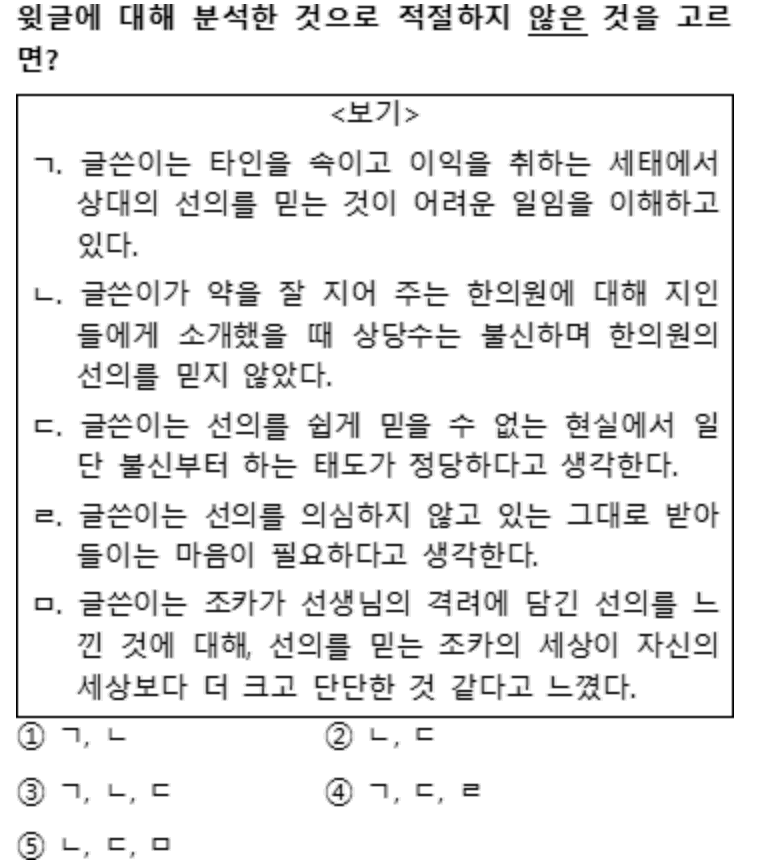 윗글에 대해 분석한 것으로 적절하지 않은 것을 고르
면?
<보기>
ㄱ. 글쓴이는 타인을 속이고 이익을 취하는 세태에서
상대의 선의를 믿는 것이 어려운 일임을 이해하고
있다.
ㄴ. 글쓴이가 약을 잘 지어 주는 한의원에 대해 지인
들에게 소개했을 때 상당수는 불신하며 한의원의
선의를 믿지 않았다.
ㄷ. 글쓴이는 선의를 쉽게 믿을 수 없는 현실에서 일
단 불신부터 하는 태도가 정당하다고 생각한다.
ㄹ. 글쓴이는 선의를 의심하지 않고 있는 그대로 받아
들이는 마음이 필요하다고 생각한다.
ㅁ. 글쓴이는 조카가 선생님의 격려에 담긴 선의를 느
낀 것에 대해, 선의를 믿는 조카의 세상이 자신의
세상보다 더 크고 단단한 것 같다고 느꼈다.
① ㄱ, ㄴ ② ㄴ, ㄷ
③ ㄱ, ㄴ, ㄷ ④ ㄱ, ㄷ, ㄹ
⑤ ㄴ, ㄷ, ㅁ